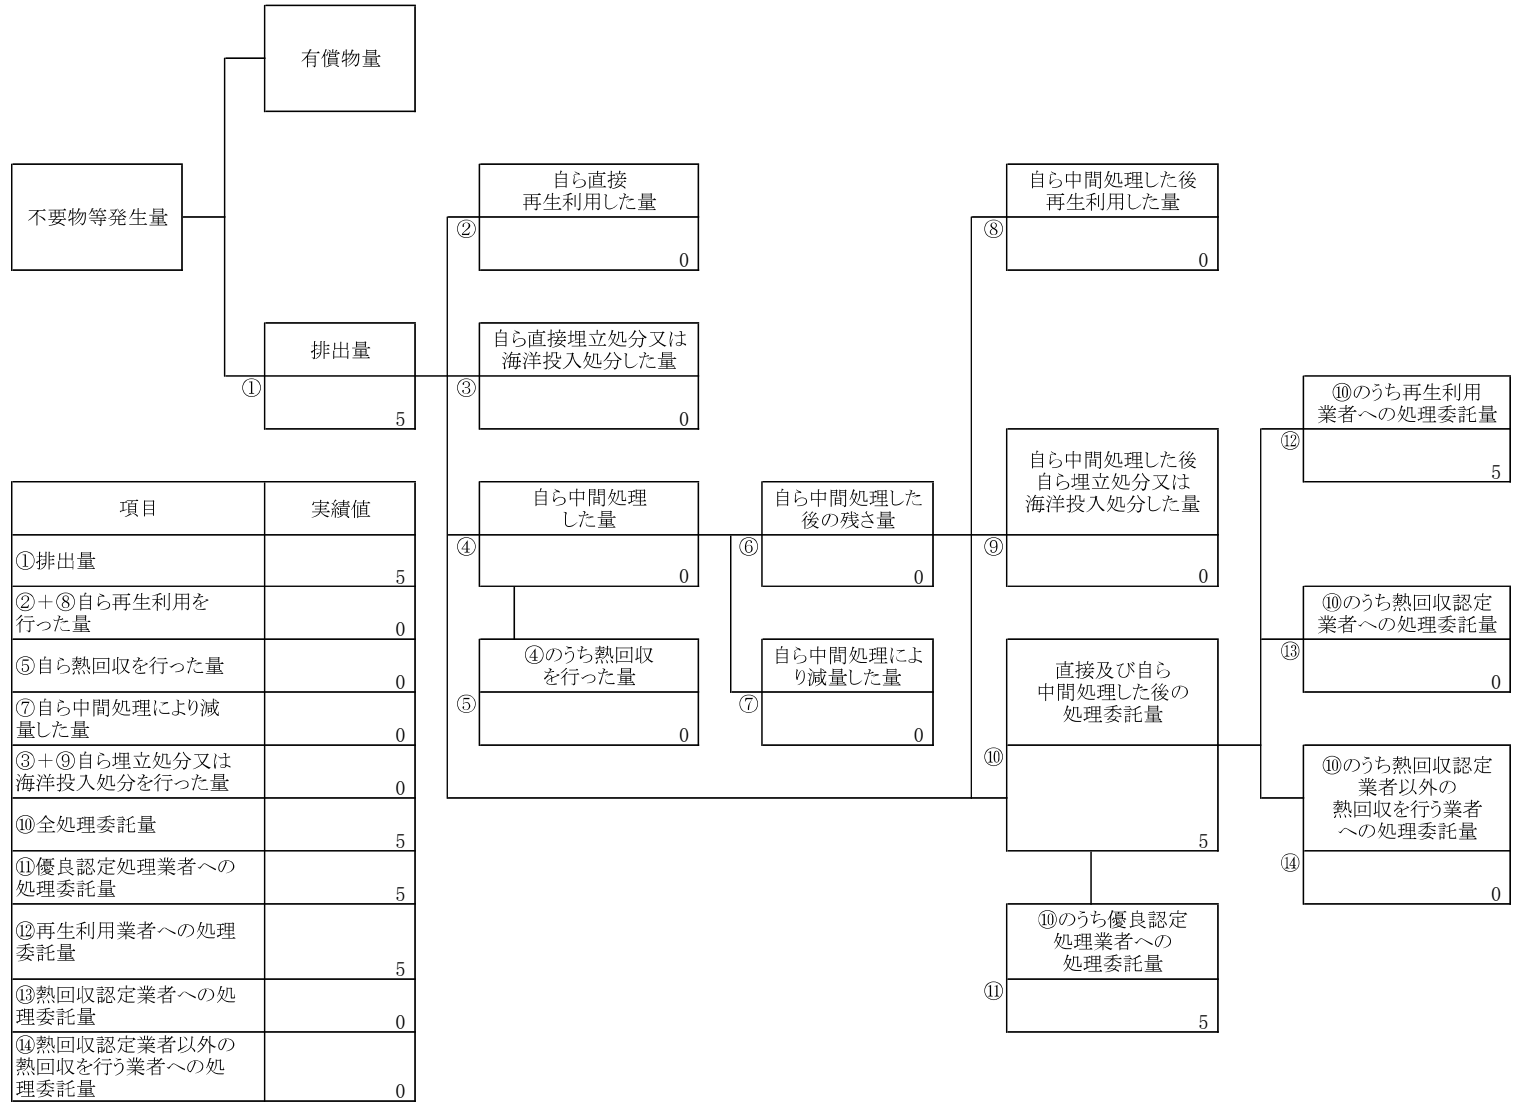 有償物量
不要物等発生量
自ら直接
再生利用した量
②
0
自ら中間処理した後
再生利用した量
⑧
0
排出量
①
5
自ら直接埋立処分又は
海洋投入処分した量
③
0
⑩のうち再生利用
業者への処理委託量
⑫
5
自ら中間処理した後
自ら埋立処分又は
海洋投入処分した量
⑨
0
自ら中間処理
した量
④
0
自ら中間処理した
後の残さ量
⑥
0
⑩のうち熱回収認定
業者への処理委託量
⑬
0
④のうち熱回収
を行った量
⑤
0
自ら中間処理によ
り減量した量
⑦
0
直接及び自ら
中間処理した後の
処理委託量
⑩
5
⑩のうち熱回収認定
業者以外の
熱回収を行う業者
への処理委託量
⑭
0
⑩のうち優良認定
処理業者への
処理委託量
⑪
5
項目 実績値
①排出量
5
②+⑧自ら再生利用を
行った量
0
⑤自ら熱回収を行った量
0
⑦自ら中間処理により減
量した量
0
③+⑨自ら埋立処分又は
海洋投入処分を行った量
0
⑩全処理委託量
5
⑪優良認定処理業者への
処理委託量
5
⑫再生利用業者への処理
委託量
5
⑬熱回収認定業者への処
理委託量
0
⑭熱回収認定業者以外の
熱回収を行う業者への処
理委託量
0